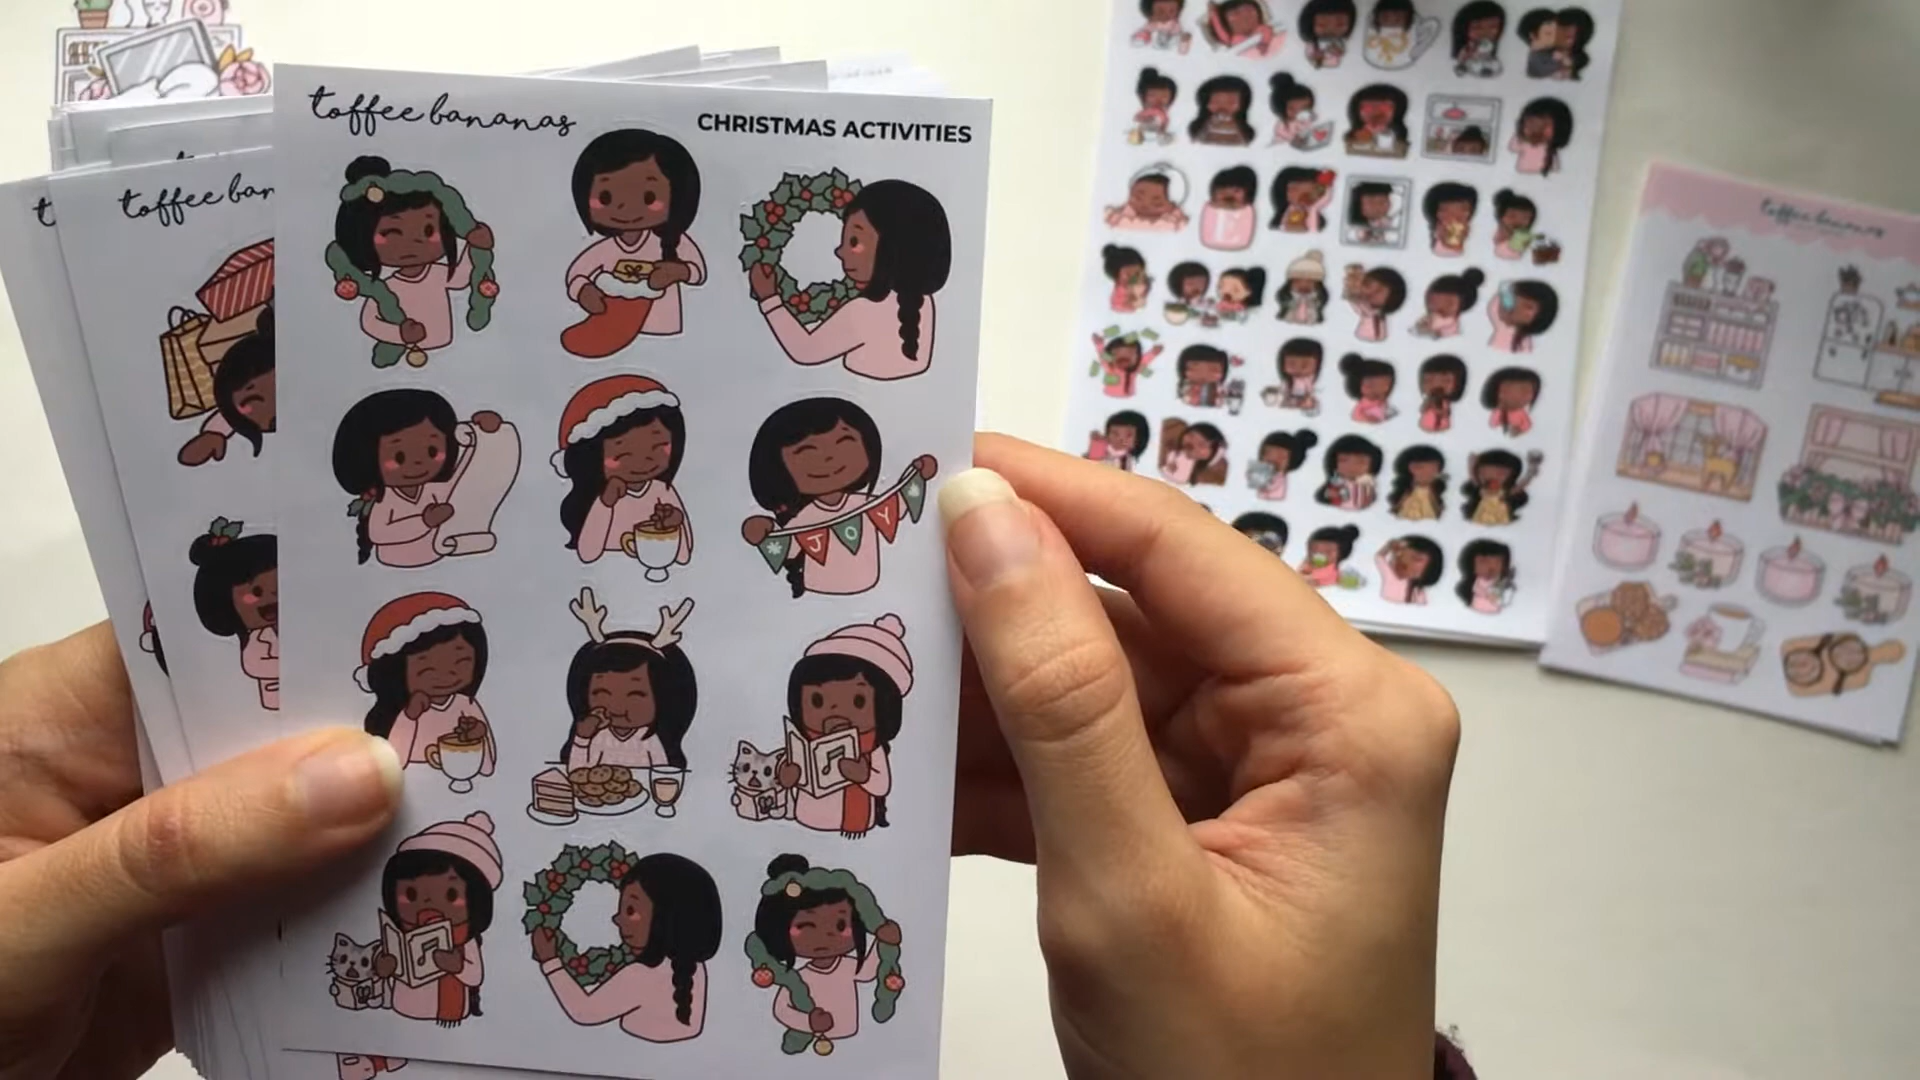 toffee bananas
CHRISTMAS ACTIVITIES
toffee ban
t
toffee bananas
JOY